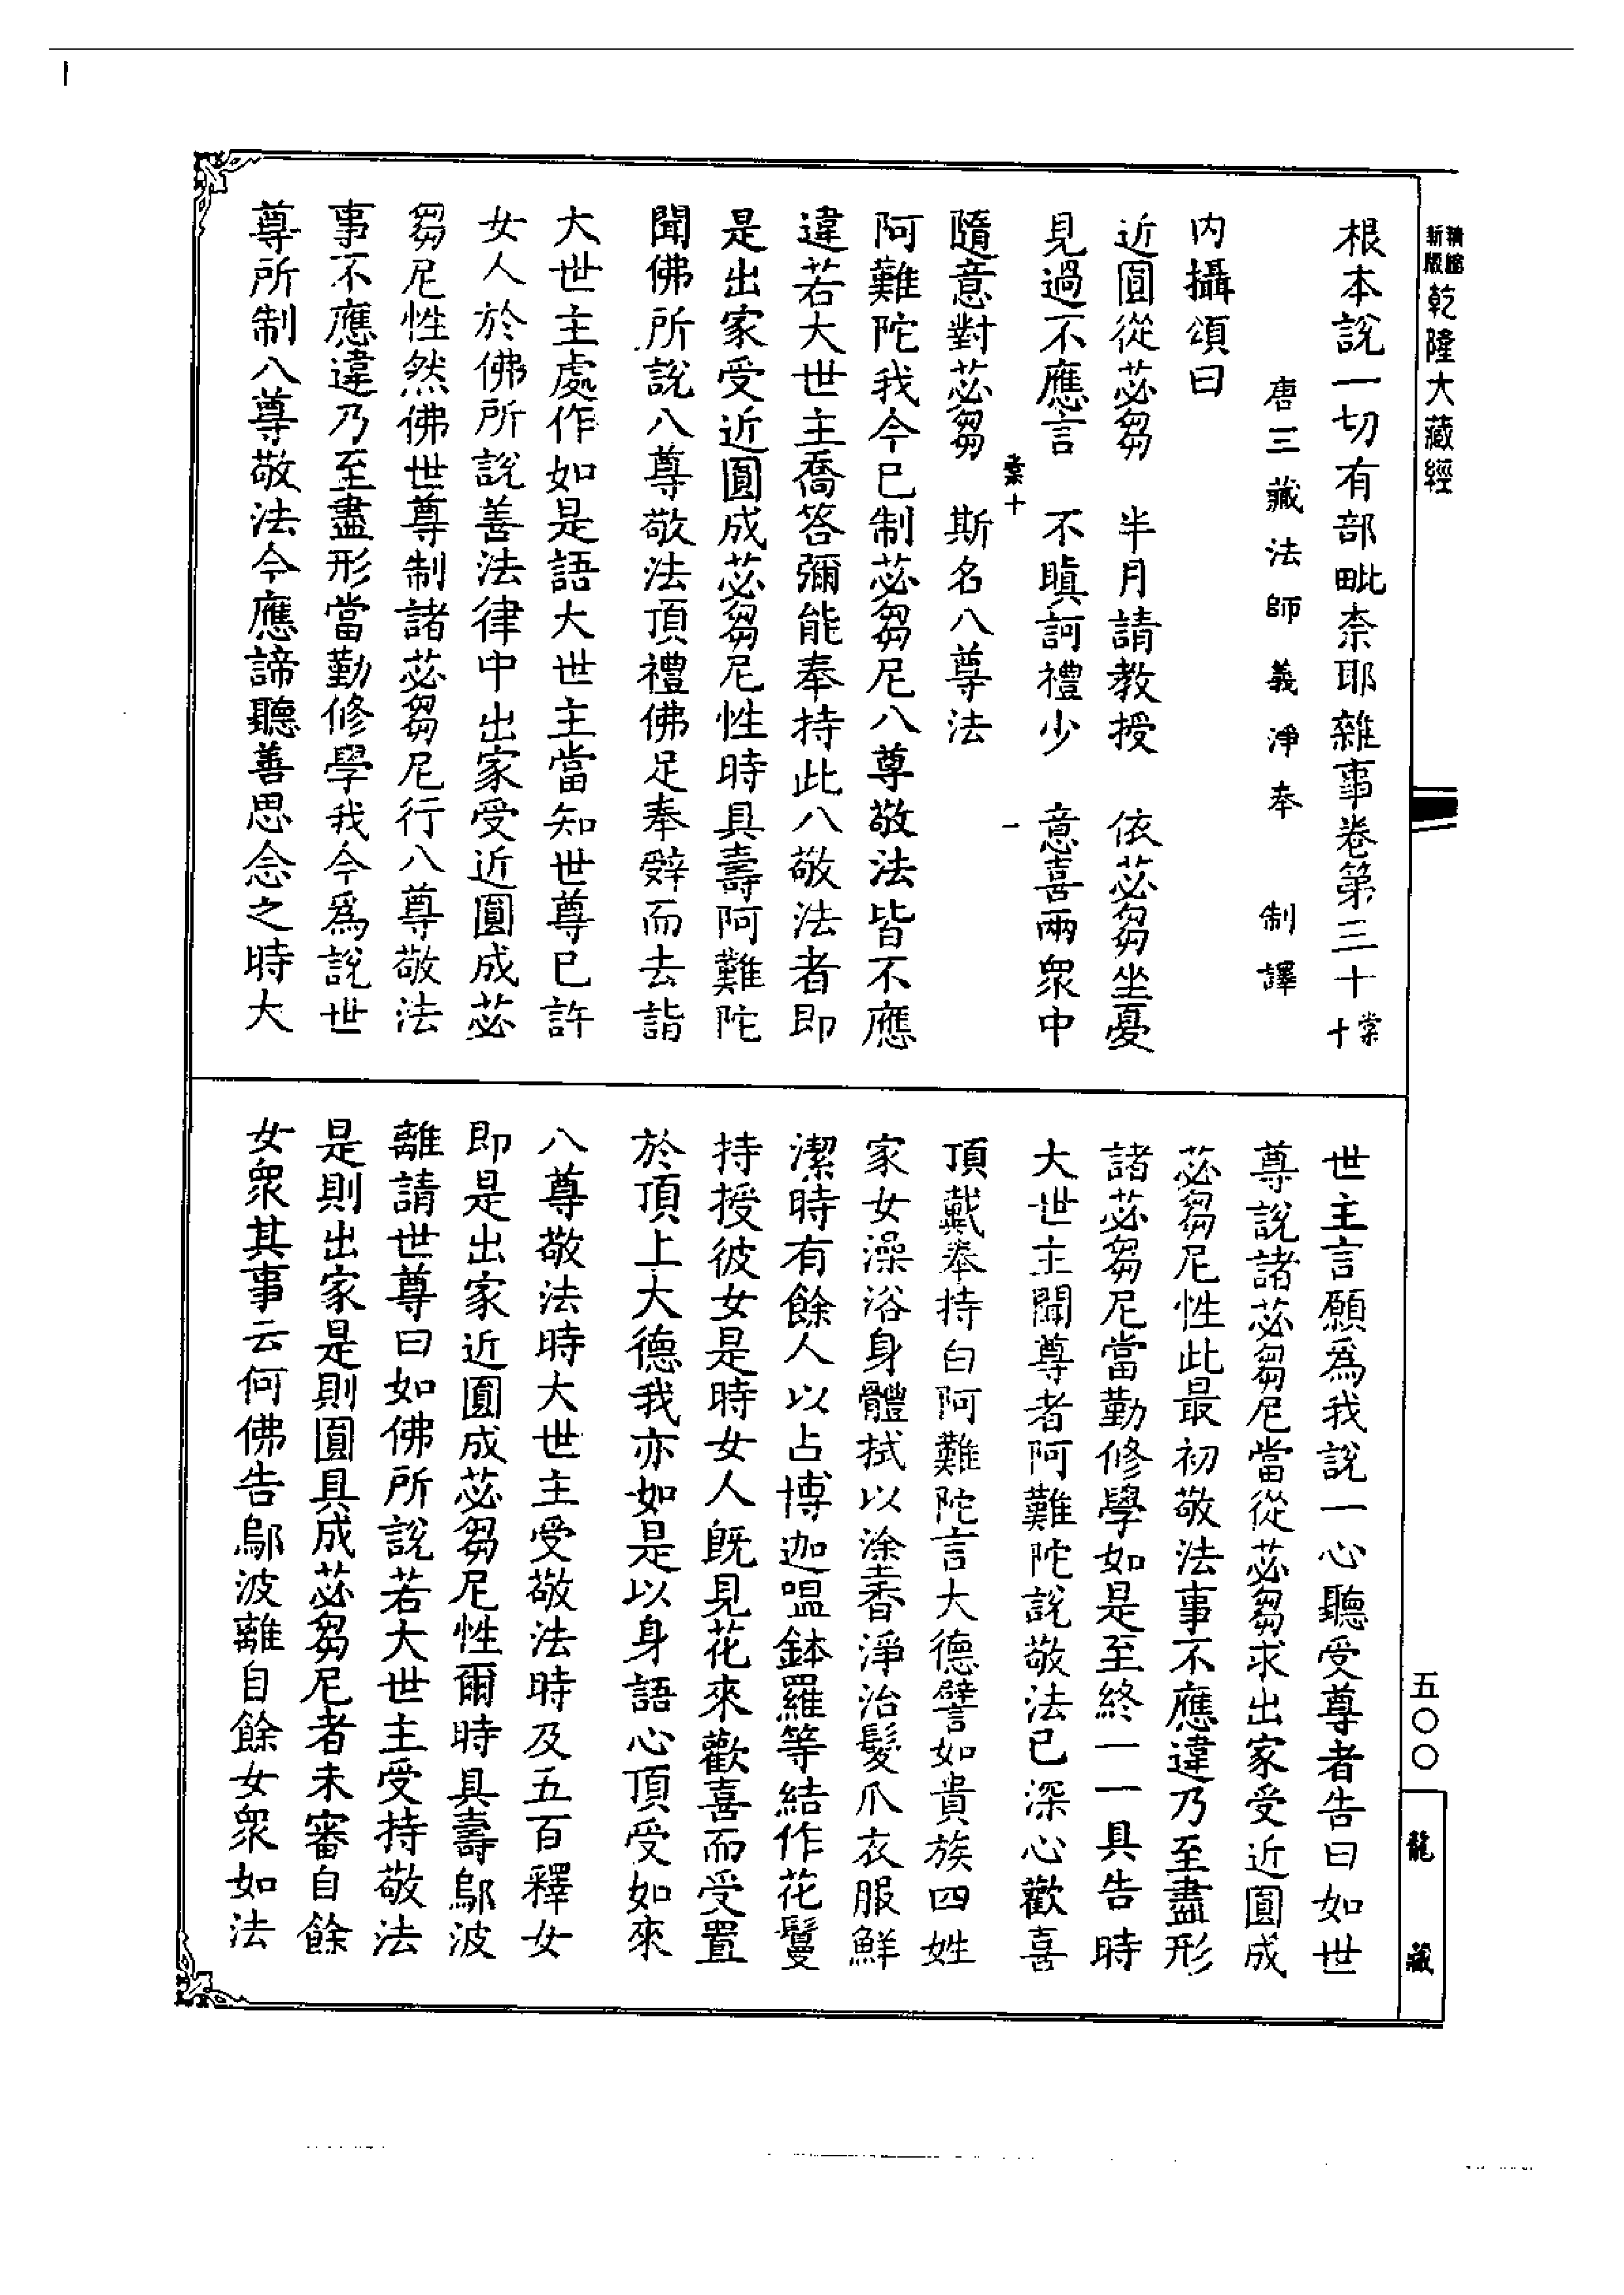 精縮
新版
乾隆大藏經
根本說一切有部毗柰耶雜事卷第三十
棠十
唐三藏法師義淨奉制譯
內攝頌曰
近圓從苾芻 半月請教授 依苾芻坐憂
見過不應言 不瞋訶禮少 意喜兩衆中
棠十 一
隨意對苾芻 斯名八尊法
阿難陀我今已制苾芻尼八尊敬法皆不應
違若大世主喬答彌能奉持此八敬法者即
是出家受近圓成苾芻尼性時具壽阿難陀
聞佛所說八尊敬法頂禮佛足奉辤而去詣
大世主處作如是語大世主當知世尊已許
女人於佛所說善法律中出家受近圓成苾
芻尼性然佛世尊制諸苾芻尼行八尊敬法
事不應違乃至盡形當勤修學我今爲說世
尊所制八尊敬法令應諦聽善思念之時大
世主言願爲我說一心聽受尊者告曰如世
尊說諸苾芻尼當從苾芻求出家受近圓成
苾芻尼性此最初敬法事不應違乃至盡形
諸苾芻尼當勤修學如是至終一一具告時
大世主聞尊者阿難陀說敬法已深心歡喜
頂戴奉持白阿難陀言大德譬如貴族四姓
家女澡浴身體拭以塗香淨治髮爪衣服鮮
潔時有餘人以占博迦嗢鉢羅等結作花鬘
持授彼女是時女人既見花來歡喜而受置
於頂上大德我亦如是以身語心頂受如來
八尊敬法時大世主受敬法時及五百釋女
即是出家近圓成苾芻尼性爾時具壽鄔波
離請世尊曰如佛所說若大世主受持敬法
是則出家是則圓具成苾芻尼者未審自餘
女衆其事云何佛告鄔波離自餘女衆如法
五〇〇
龍藏